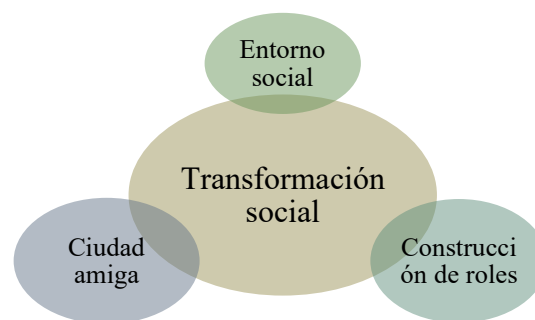 Entorno
social
Transformación
social
Ciudad
amiga
Construcci
ón de roles